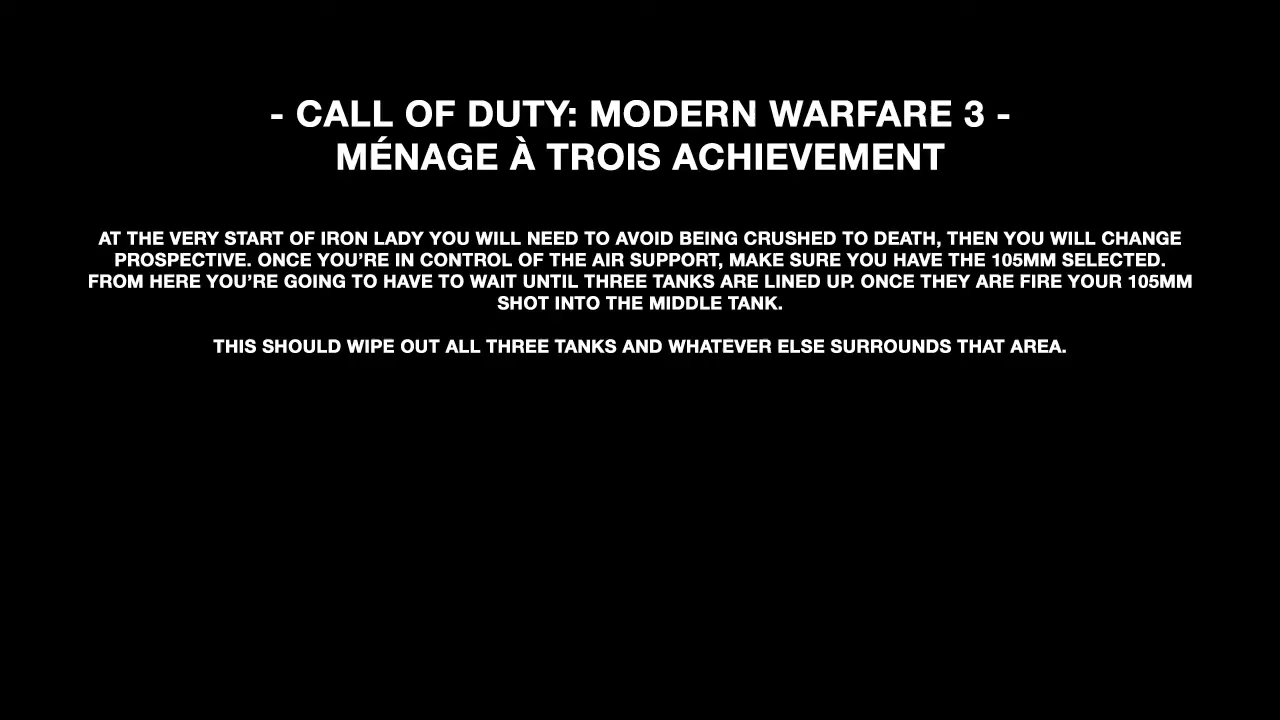 - CALL OF DUTY: MODERN WARFARE 3 -
MÉNAGE À TROIS ACHIEVEMENT
AT THE VERY START OF IRON LADY YOU WILL NEED TO AVOID BEING CRUSHED TO DEATH, THEN YOU WILL CHANGE
PROSPECTIVE. ONCE YOU’RE IN CONTROL OF THE AIR SUPPORT, MAKE SURE YOU HAVE THE 105MM SELECTED.
FROM HERE YOU’RE GOING TO HAVE TO WAIT UNTIL THREE TANKS ARE LINED UP. ONCE THEY ARE FIRE YOUR 105MM
SHOT INTO THE MIDDLE TANK.
THIS SHOULD WIPE OUT ALL THREE TANKS AND WHATEVER ELSE SURROUNDS THAT AREA.